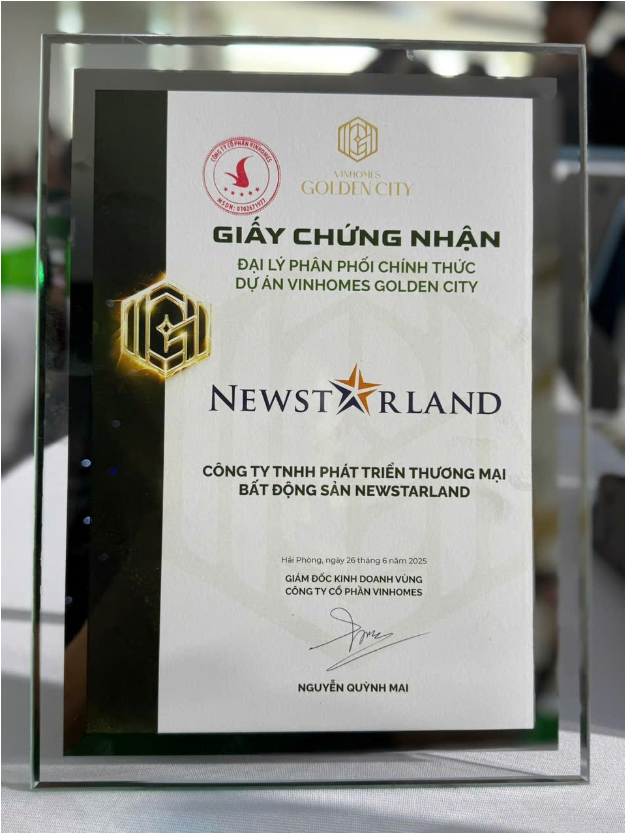 CÔNG TY CỔ PHẦN VINHOMES
M.S.D.N: 0102671977
VINHOMES
GOLDEN CITY
GIẤY CHỨNG NHẬN
ĐẠI LÝ PHÂN PHỐI CHÍNH THỨC
DỰ ÁN VINHOMES GOLDEN CITY
NEWSTARLAND
CÔNG TY TNHH PHÁT TRIỂN THƯƠNG MẠI
BẤT ĐỘNG SẢN NEWSTARLAND
Hải Phòng, ngày 26 tháng 6 năm 2025
GIÁM ĐỐC KINH DOANH VÙNG
CÔNG TY CỔ PHẦN VINHOMES
NGUYỄN QUỲNH MAI